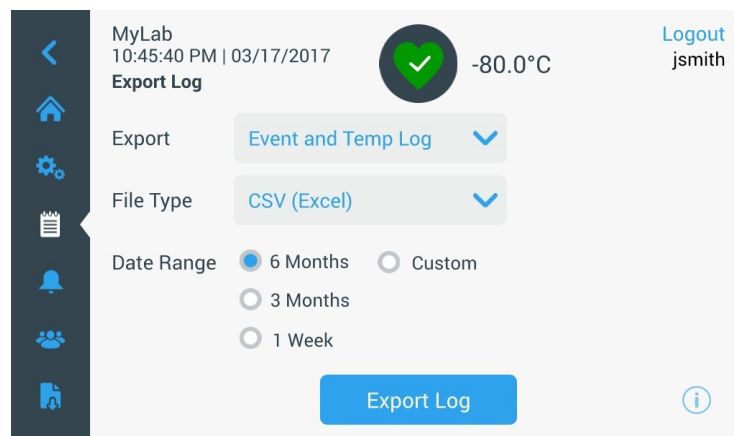 MyLab
10:45:40 PM | 03/17/2017
Export Log
-80.0°C
Logout
jsmith
Export Event and Temp Log
File Type CSV (Excel)
Date Range 6 Months Custom
3 Months
1 Week
Export Log
i